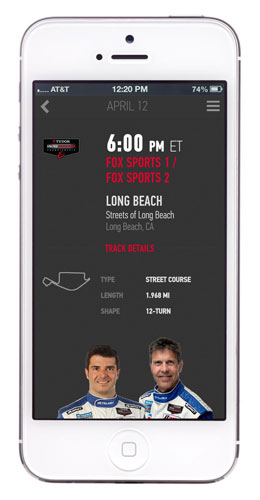 AT&T 12:20 PM 74%
APRIL 12
TUDOR
6:00 PM ET
FOX SPORTS 1 /
FOX SPORTS 2
LONG BEACH
Streets of Long Beach
Long Beach, CA
TRACK DETAILS
TYPE STREET COURSE
LENGTH 1.968 MI
SHAPE 12-TURN